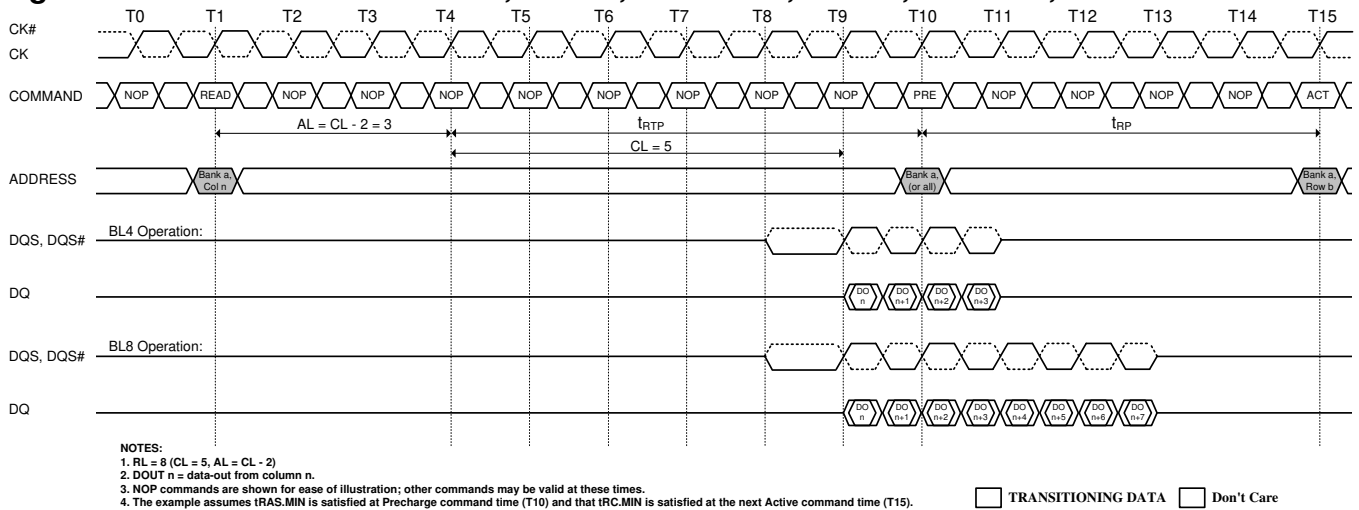 T0 T1 T2 T3 T4 T5 T6 T7 T8 T9 T10 T11 T12 T13 T14 T15
CK#
CK
COMMAND NOP READ NOP NOP NOP NOP NOP NOP NOP NOP PRE NOP NOP NOP NOP ACT
AL = CL - 2 = 3 tRTP tRP
CL = 5
ADDRESS
Bank a, Col n
Bank a, (or all)
Bank a, Row b
BL4 Operation:
DQS, DQS#
DQ
DO n DO n+1 DO n+2 DO n+3
BL8 Operation:
DQS, DQS#
DQ
DO n DO n+1 DO n+2 DO n+3 DO n+4 DO n+5 DO n+6 DO n+7
NOTES:
1. RL = 8 (CL = 5, AL = CL - 2)
2. DOUT n = data-out from column n.
3. NOP commands are shown for ease of illustration; other commands may be valid at these times.
4. The example assumes tRAS.MIN is satisfied at Precharge command time (T10) and that tRC.MIN is satisfied at the next Active command time (T15).
TRANSITIONING DATA Don't Care